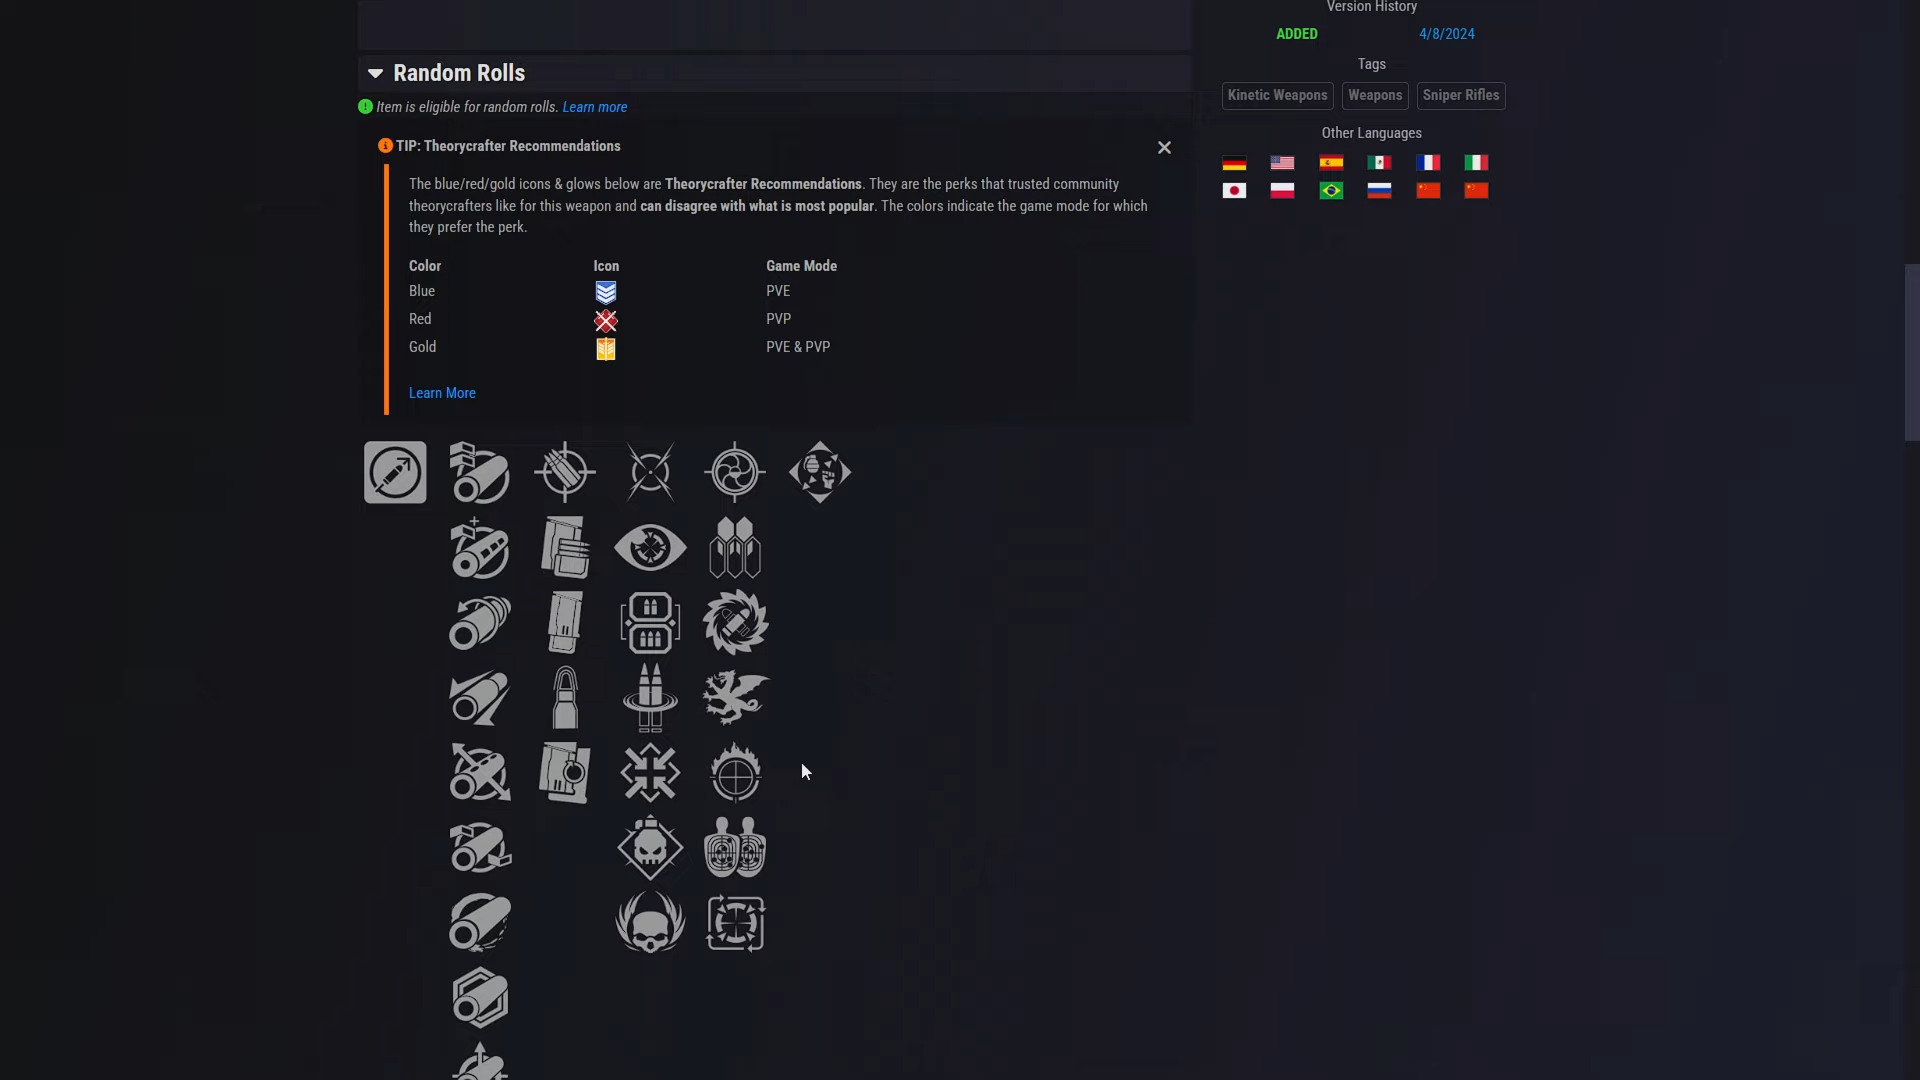 Version History
ADDED 4/8/2024
Random Rolls
Tags
Kinetic Weapons Weapons Sniper Rifles
Item is eligible for random rolls. Learn more
Other Languages
TIP: Theorycrafter Recommendations
The blue/red/gold icons & glows below are Theorycrafter Recommendations. They are the perks that trusted community
theorycrafters like for this weapon and can disagree with what is most popular. The colors indicate the game mode for which
they prefer the perk.
Color Icon Game Mode
Blue PVE
Red PVP
Gold PVE & PVP
Learn More